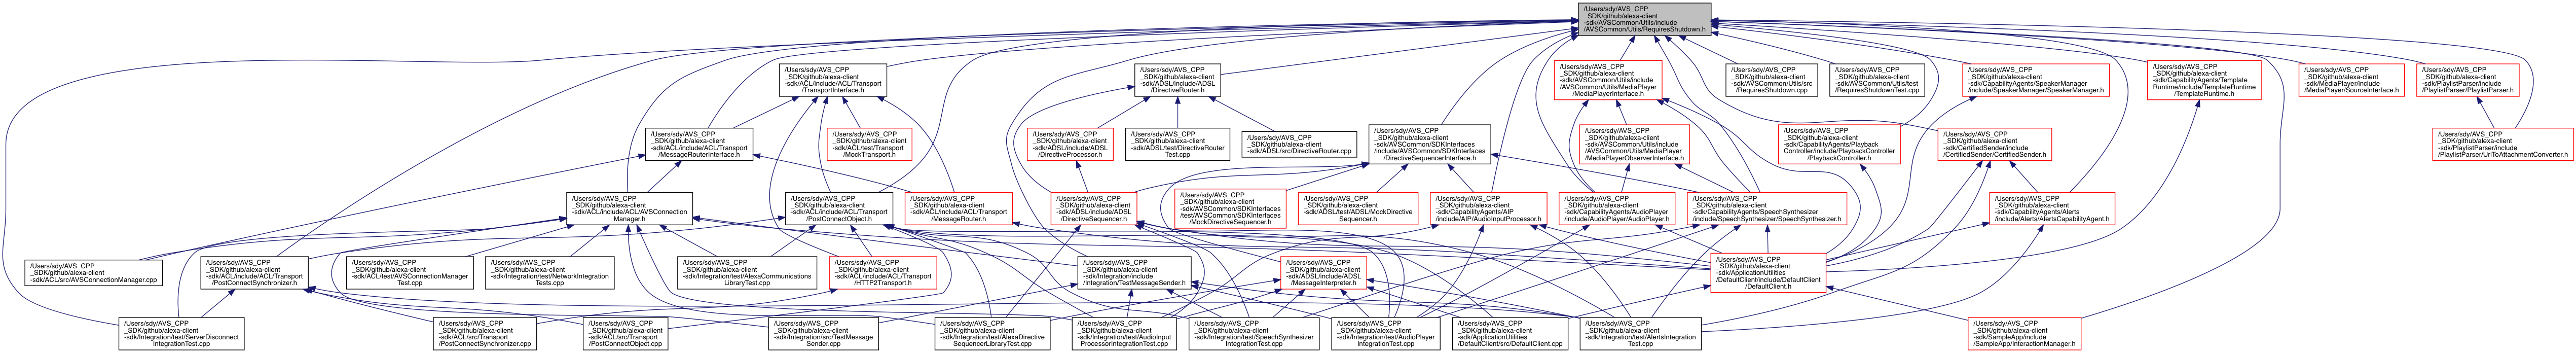 /Users/sdy/AVS_CPP
_SDK/github/alexa-client
-sdk/AVSCommon/Utils/include
/AVSCommon/Utils/RequiresShutdown.h
/Users/sdy/AVS_CPP
_SDK/github/alexa-client
-sdk/ACL/include/ACL/Transport
/TransportInterface.h
/Users/sdy/AVS_CPP
_SDK/github/alexa-client
-sdk/ADSL/include/ADSL
/DirectiveRouter.h
/Users/sdy/AVS_CPP
_SDK/github/alexa-client
-sdk/AVSCommon/Utils/include
/AVSCommon/Utils/MediaPlayer
/MediaPlayerInterface.h
/Users/sdy/AVS_CPP
_SDK/github/alexa-client
-sdk/AVSCommon/Utils/src
/RequiresShutdown.cpp
/Users/sdy/AVS_CPP
_SDK/github/alexa-client
-sdk/AVSCommon/Utils/test
/RequiresShutdownTest.cpp
/Users/sdy/AVS_CPP
_SDK/github/alexa-client
-sdk/CapabilityAgents/SpeakerManager
/include/SpeakerManager/SpeakerManager.h
/Users/sdy/AVS_CPP
_SDK/github/alexa-client
-sdk/CapabilityAgents/Template
Runtime/include/TemplateRuntime
/TemplateRuntime.h
/Users/sdy/AVS_CPP
_SDK/github/alexa-client
-sdk/MediaPlayer/include
/MediaPlayer/SourceInterface.h
/Users/sdy/AVS_CPP
_SDK/github/alexa-client
-sdk/PlaylistParser/include
/PlaylistParser/PlaylistParser.h
/Users/sdy/AVS_CPP
_SDK/github/alexa-client
-sdk/ACL/include/ACL/Transport
/MessageRouterInterface.h
/Users/sdy/AVS_CPP
_SDK/github/alexa-client
-sdk/ACL/test/Transport
/MockTransport.h
/Users/sdy/AVS_CPP
_SDK/github/alexa-client
-sdk/ADSL/include/ADSL
/DirectiveProcessor.h
/Users/sdy/AVS_CPP
_SDK/github/alexa-client
-sdk/ADSL/test/DirectiveRouter
Test.cpp
/Users/sdy/AVS_CPP
_SDK/github/alexa-client
-sdk/ADSL/src/DirectiveRouter.cpp
/Users/sdy/AVS_CPP
_SDK/github/alexa-client
-sdk/AVSCommon/SDKInterfaces
/include/AVSCommon/SDKInterfaces
/DirectiveSequencerInterface.h
/Users/sdy/AVS_CPP
_SDK/github/alexa-client
-sdk/AVSCommon/Utils/include
/AVSCommon/Utils/MediaPlayer
/MediaPlayerObserverInterface.h
/Users/sdy/AVS_CPP
_SDK/github/alexa-client
-sdk/CapabilityAgents/Playback
Controller/include/PlaybackController
/PlaybackController.h
/Users/sdy/AVS_CPP
_SDK/github/alexa-client
-sdk/CertifiedSender/include
/CertifiedSender/CertifiedSender.h
/Users/sdy/AVS_CPP
_SDK/github/alexa-client
-sdk/PlaylistParser/include
/PlaylistParser/UrlToAttachmentConverter.h
/Users/sdy/AVS_CPP
_SDK/github/alexa-client
-sdk/ACL/include/ACL/AVSConnection
Manager.h
/Users/sdy/AVS_CPP
_SDK/github/alexa-client
-sdk/ACL/include/ACL/Transport
/PostConnectObject.h
/Users/sdy/AVS_CPP
_SDK/github/alexa-client
-sdk/ACL/include/ACL/Transport
/MessageRouter.h
/Users/sdy/AVS_CPP
_SDK/github/alexa-client
-sdk/ADSL/include/ADSL
/DirectiveSequencer.h
/Users/sdy/AVS_CPP
_SDK/github/alexa-client
-sdk/AVSCommon/SDKInterfaces
/test/AVSCommon/SDKInterfaces
/MockDirectiveSequencer.h
/Users/sdy/AVS_CPP
_SDK/github/alexa-client
-sdk/ADSL/test/ADSL/MockDirective
Sequencer.h
/Users/sdy/AVS_CPP
_SDK/github/alexa-client
-sdk/CapabilityAgents/AIP
/include/AIP/AudioInputProcessor.h
/Users/sdy/AVS_CPP
_SDK/github/alexa-client
-sdk/CapabilityAgents/AudioPlayer
/include/AudioPlayer/AudioPlayer.h
/Users/sdy/AVS_CPP
_SDK/github/alexa-client
-sdk/CapabilityAgents/SpeechSynthesizer
/include/SpeechSynthesizer/SpeechSynthesizer.h
/Users/sdy/AVS_CPP
_SDK/github/alexa-client
-sdk/CapabilityAgents/Alerts
/include/Alerts/AlertsCapabilityAgent.h
/Users/sdy/AVS_CPP
_SDK/github/alexa-client
-sdk/ACL/src/AVSConnectionManager.cpp
/Users/sdy/AVS_CPP
_SDK/github/alexa-client
-sdk/ACL/include/ACL/Transport
/PostConnectSynchronizer.h
/Users/sdy/AVS_CPP
_SDK/github/alexa-client
-sdk/ACL/test/AVSConnectionManager
Test.cpp
/Users/sdy/AVS_CPP
_SDK/github/alexa-client
-sdk/Integration/test/NetworkIntegration
Tests.cpp
/Users/sdy/AVS_CPP
_SDK/github/alexa-client
-sdk/Integration/test/AlexaCommunications
LibraryTest.cpp
/Users/sdy/AVS_CPP
_SDK/github/alexa-client
-sdk/ACL/include/ACL/Transport
/HTTP2Transport.h
/Users/sdy/AVS_CPP
_SDK/github/alexa-client
-sdk/Integration/include
/Integration/TestMessageSender.h
/Users/sdy/AVS_CPP
_SDK/github/alexa-client
-sdk/ADSL/include/ADSL
/MessageInterpreter.h
/Users/sdy/AVS_CPP
_SDK/github/alexa-client
-sdk/ApplicationUtilities
/DefaultClient/include/DefaultClient
/DefaultClient.h
/Users/sdy/AVS_CPP
_SDK/github/alexa-client
-sdk/Integration/test/ServerDisconnect
IntegrationTest.cpp
/Users/sdy/AVS_CPP
_SDK/github/alexa-client
-sdk/ACL/src/Transport
/PostConnectSynchronizer.cpp
/Users/sdy/AVS_CPP
_SDK/github/alexa-client
-sdk/ACL/src/Transport
/PostConnectObject.cpp
/Users/sdy/AVS_CPP
_SDK/github/alexa-client
-sdk/Integration/src/TestMessage
Sender.cpp
/Users/sdy/AVS_CPP
_SDK/github/alexa-client
-sdk/Integration/test/AlexaDirective
SequencerLibraryTest.cpp
/Users/sdy/AVS_CPP
_SDK/github/alexa-client
-sdk/Integration/test/AudioInput
ProcessorIntegrationTest.cpp
/Users/sdy/AVS_CPP
_SDK/github/alexa-client
-sdk/Integration/test/SpeechSynthesizer
IntegrationTest.cpp
/Users/sdy/AVS_CPP
_SDK/github/alexa-client
-sdk/Integration/test/AudioPlayer
IntegrationTest.cpp
/Users/sdy/AVS_CPP
_SDK/github/alexa-client
-sdk/ApplicationUtilities
/DefaultClient/src/DefaultClient.cpp
/Users/sdy/AVS_CPP
_SDK/github/alexa-client
-sdk/Integration/test/AlertsIntegration
Test.cpp
/Users/sdy/AVS_CPP
_SDK/github/alexa-client
-sdk/SampleApp/include
/SampleApp/InteractionManager.h